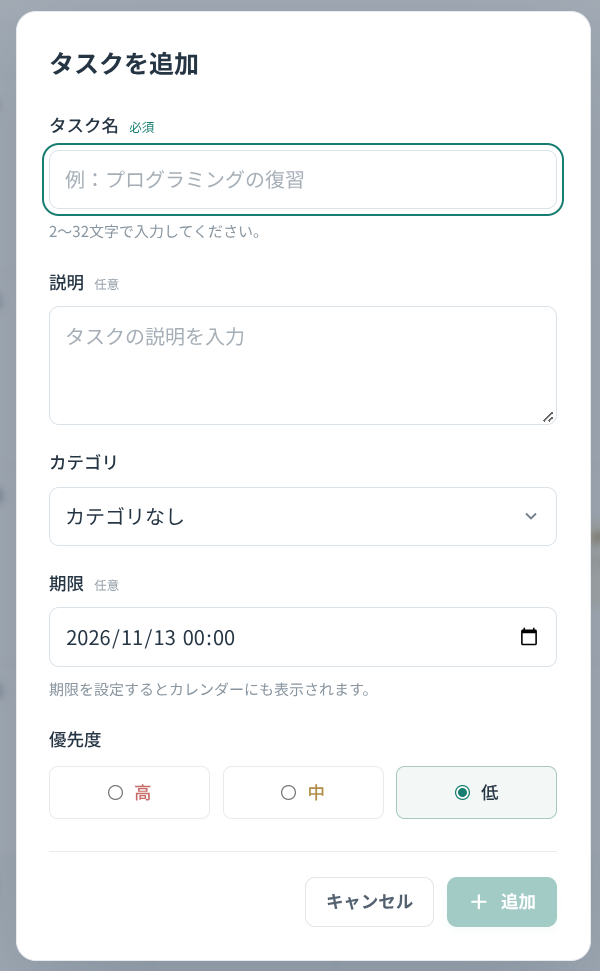 タスクを追加
タスク名 必須
例：プログラミングの復習
2〜32文字で入力してください。
説明 任意
タスクの説明を入力
カテゴリ
カテゴリなし
期限 任意
2026/11/13 00:00
期限を設定するとカレンダーにも表示されます。
優先度
高 中 低
キャンセル ＋ 追加